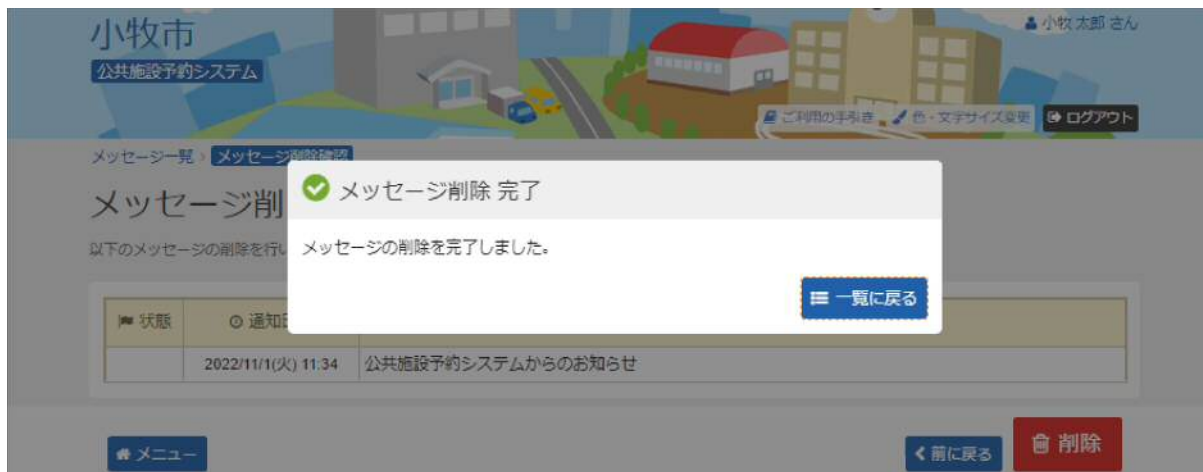 小牧市
公共施設予約システム
小牧 太郎 さん
ご利用の手引き
色・文字サイズ変更
ログアウト
メッセージ一覧 › メッセージ削除確認
メッセージ削
以下のメッセージの削除を行い
メッセージ削除 完了
メッセージの削除を完了しました。
一覧に戻る
状態
通知日
2022/11/1(火) 11:34 公共施設予約システムからのお知らせ
メニュー
前に戻る
削除